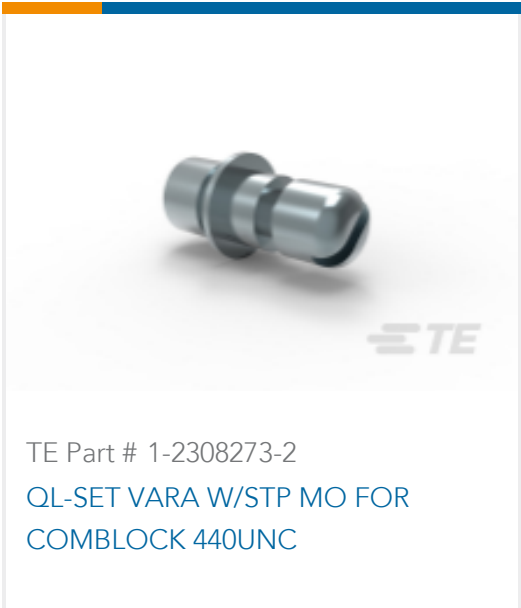 TE
TE Part # 1-2308273-2
QL-SET VARA W/STP MO FOR
COMBLOCK 440UNC